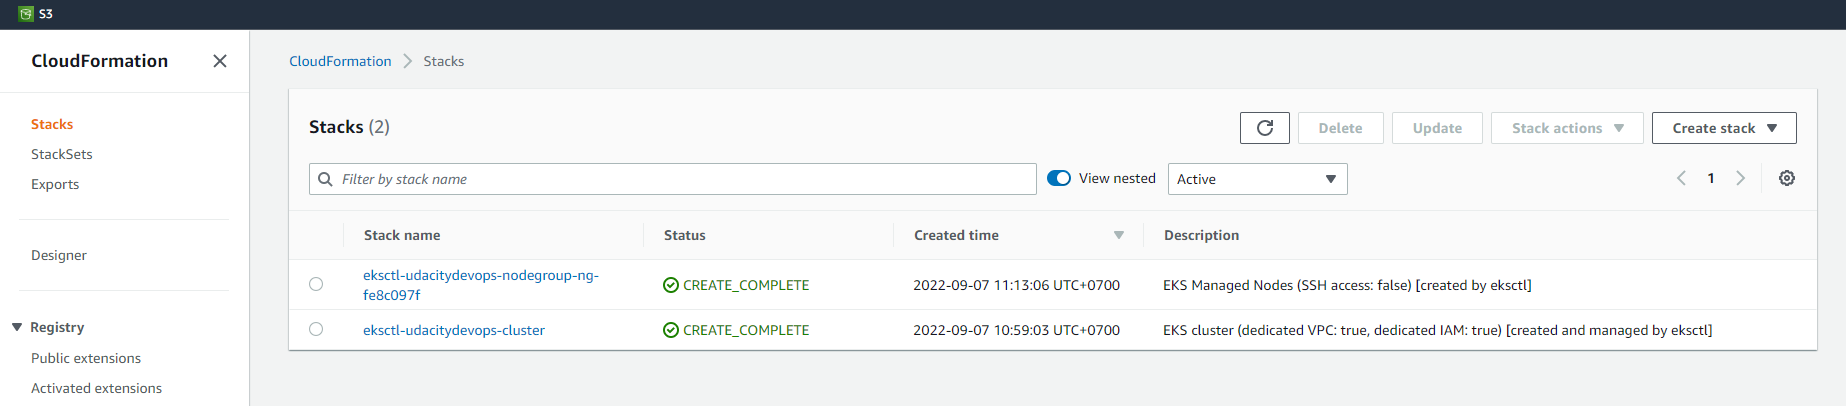 S3
CloudFormation
Stacks
StackSets
Exports
Designer
Registry
Public extensions
Activated extensions
CloudFormation
Stacks
Stacks (2)
Delete
Update
Stack actions
Create stack
Filter by stack name
View nested
Active
1
Stack name
Status
Created time
Description
eksctl-udacitydevops-nodegroup-ng-
fe8c097f
CREATE_COMPLETE
2022-09-07 11:13:06 UTC+0700
EKS Managed Nodes (SSH access: false) [created by eksctl]
eksctl-udacitydevops-cluster
CREATE_COMPLETE
2022-09-07 10:59:03 UTC+0700
EKS cluster (dedicated VPC: true, dedicated IAM: true) [created and managed by eksctl]